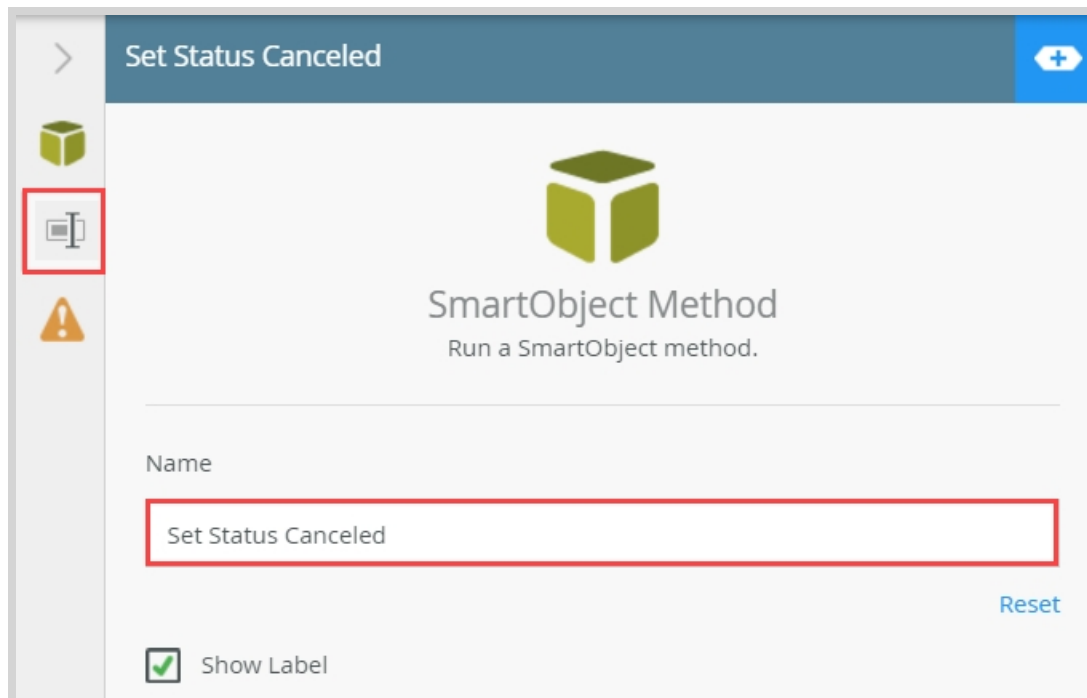 Set Status Canceled
SmartObject Method
Run a SmartObject method.
Name
Set Status Canceled
Reset
Show Label